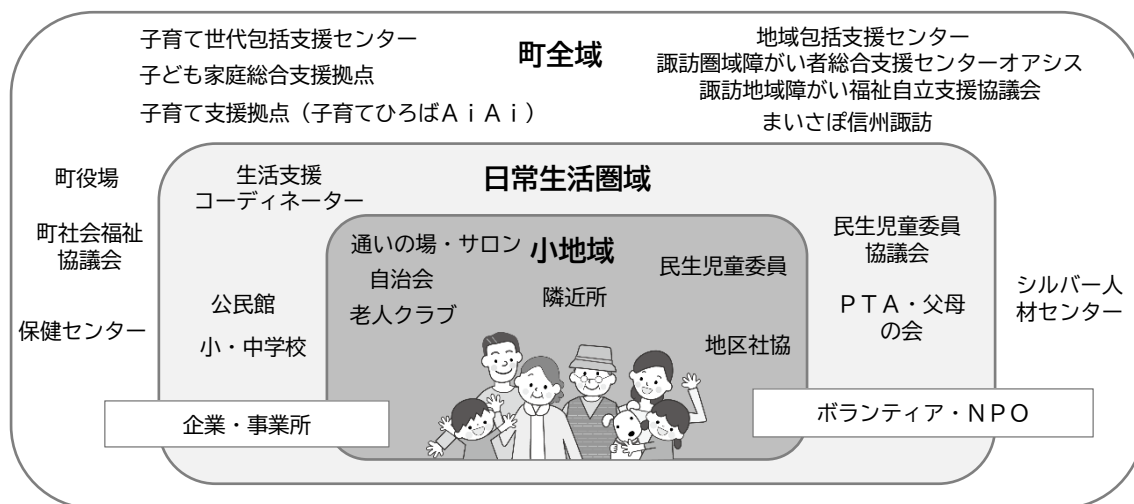 子育て世代包括支援センター
子ども家庭総合支援拠点
子育て支援拠点（子育てひろばＡｉＡｉ）
町全域
地域包括支援センター
諏訪圏域障がい者総合支援センターオアシス
諏訪地域障がい福祉自立支援協議会
まいさぽ信州諏訪
町役場
町社会福祉
協議会
保健センター
生活支援
コーディネーター
日常生活圏域
公民館
小・中学校
通いの場・サロン
自治会
老人クラブ
小地域
隣近所
民生児童委員
地区社協
民生児童委員
協議会
ＰＴＡ・父母
の会
シルバー人
材センター
企業・事業所
ボランティア・ＮＰＯ